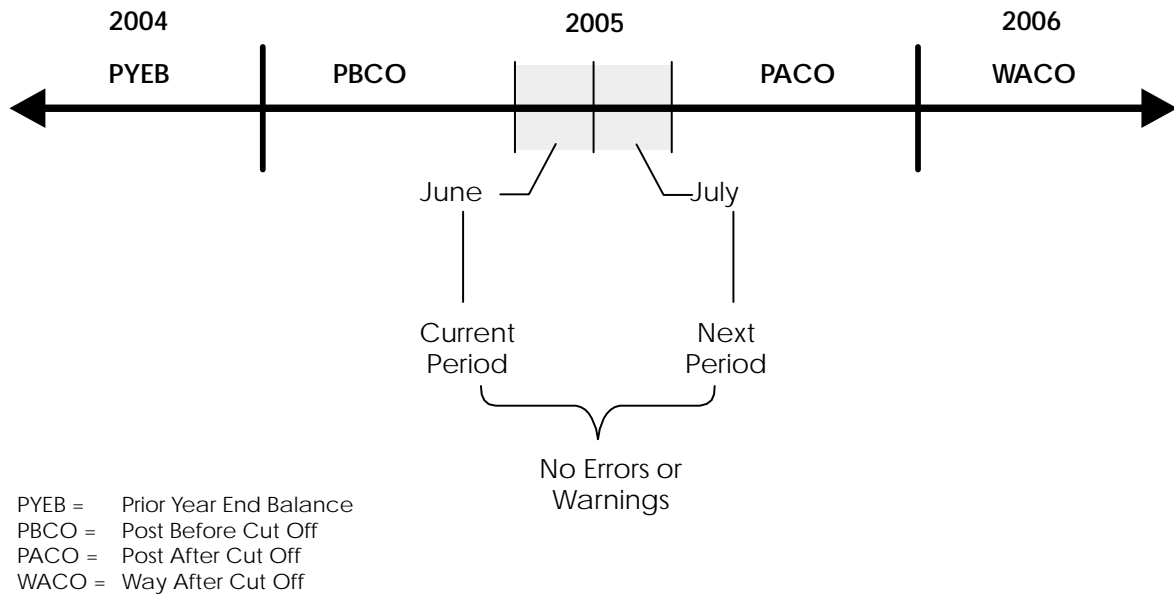 2004 2005 2006
PYEB PBCO PACO WACO
June July
Current Next
Period Period
No Errors or
Warnings
PYEB = Prior Year End Balance
PBCO = Post Before Cut Off
PACO = Post After Cut Off
WACO = Way After Cut Off